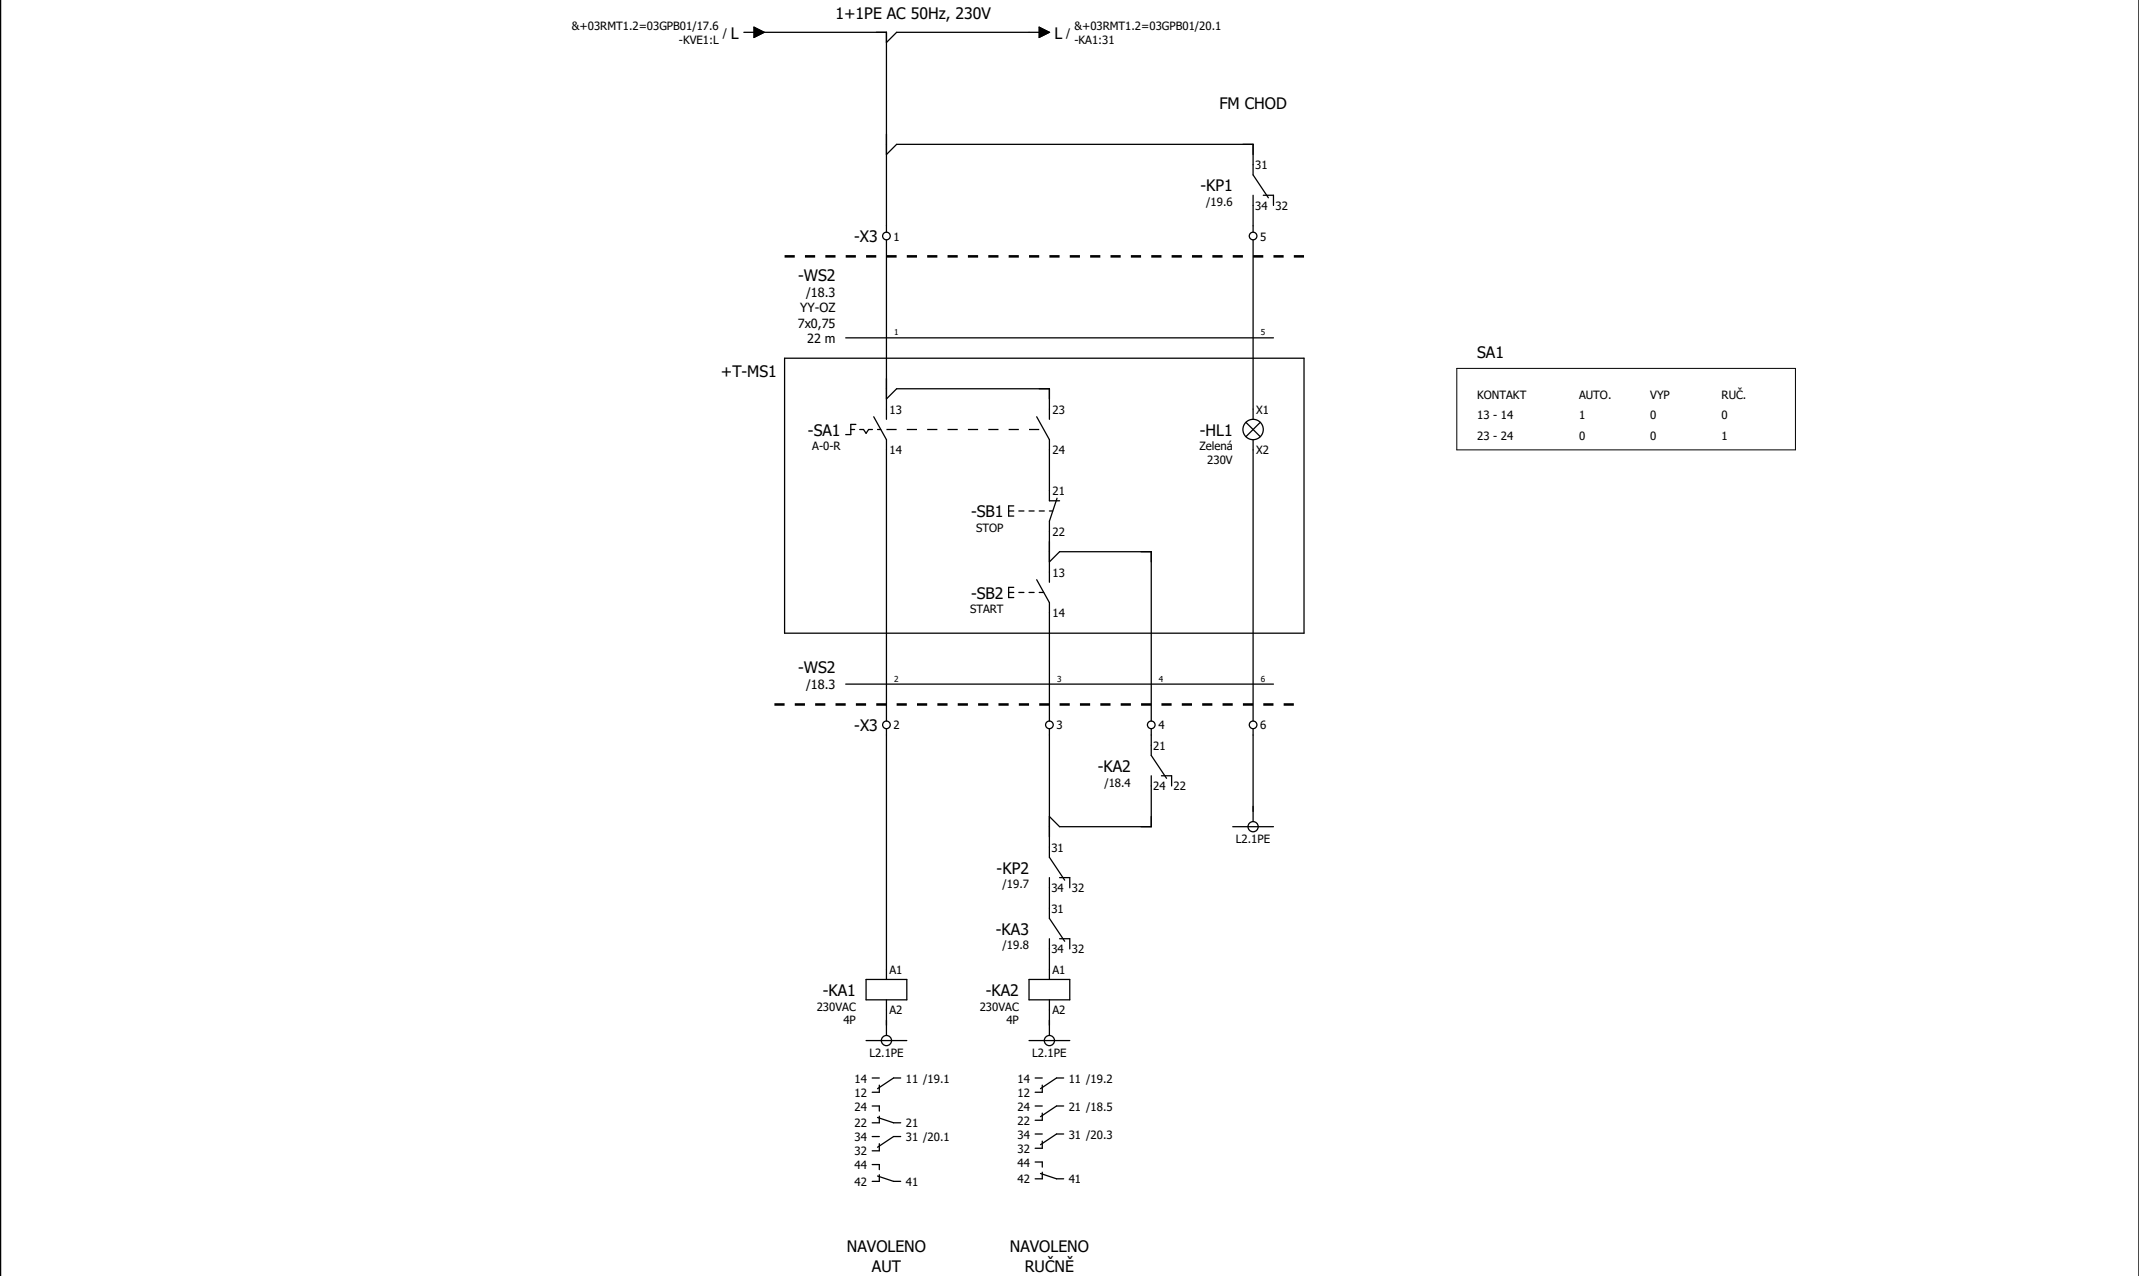 1+1PE AC 50Hz, 230V
&+03RMT1.2=03GPB01/17.6
-KVE1:L
/ L
L /
&+03RMT1.2=03GPB01/20.1
-KA1:31
FM CHOD
31
-KP1
/19.6
34 32
-X3 1
5
-WS2
/18.3
YY-OZ
7x0,75
22 m
1
5
+T-MS1
13
23
X1
-SA1
A-0-R
14
24
-HL1
Zelená
230V
X2
21
-SB1
STOP
22
13
-SB2
START
14
SA1
KONTAKT AUTO. VYP RUČ.
13 - 14 1 0 0
23 - 24 0 0 1
-WS2
/18.3
2
3
4
6
-X3 2
3
4
6
21
-KA2
/18.4
24 22
L2.1PE
31
-KP2
/19.7
34 32
31
-KA3
/19.8
34 32
A1
-KA1
230VAC
4P
A2
L2.1PE
A1
-KA2
230VAC
4P
A2
L2.1PE
14 11 /19.1
12
24
22 21
34 31 /20.1
32
44
42 41
14 11 /19.2
12
24 21 /18.5
22
34 31 /20.3
32
44
42 41
NAVOLENO
AUT
NAVOLENO
RUČNĚ